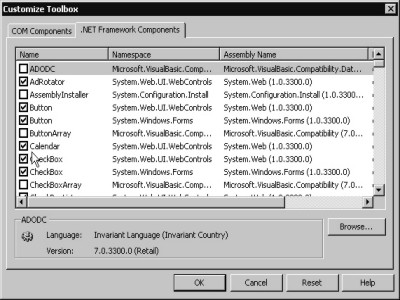 Customize Toolbox
COM Components .NET Framework Components
Name Namespace Assembly Name
ADODC Microsoft.VisualBasic.Comp... Microsoft.VisualBasic.Compatibility.Dat...
AdRotator System.Web.UI.WebControls System.Web (1.0.3300.0)
AssemblyInstaller System.Configuration.Install System.Configuration.Install (1.0.3300...
Button System.Web.UI.WebControls System.Web (1.0.3300.0)
Button System.Windows.Forms System.Windows.Forms (1.0.3300.0)
ButtonArray Microsoft.VisualBasic.Comp... Microsoft.VisualBasic.Compatibility (7.0...
Calendar System.Web.UI.WebControls System.Web (1.0.3300.0)
CheckBox System.Web.UI.WebControls System.Web (1.0.3300.0)
CheckBox System.Windows.Forms System.Windows.Forms (1.0.3300.0)
CheckBoxArray Microsoft.VisualBasic.Comp... Microsoft.VisualBasic.Compatibility (7.0...
ADODC
Browse...
Language: Invariant Language (Invariant Country)
Version: 7.0.3300.0 (Retail)
OK Cancel Reset Help